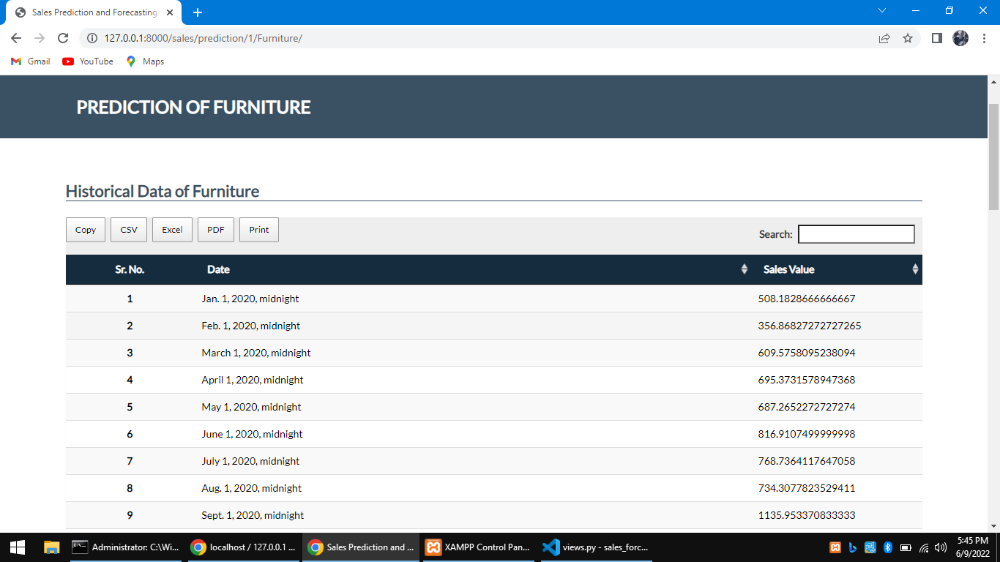 Sales Prediction and Forecasting
127.0.0.1:8000/sales/prediction/1/Furniture/
Gmail YouTube Maps
PREDICTION OF FURNITURE
Historical Data of Furniture
Copy CSV Excel PDF Print Search:
Sr. No. Date Sales Value
1 Jan. 1, 2020, midnight 508.1828666666667
2 Feb. 1, 2020, midnight 356.86827272727265
3 March 1, 2020, midnight 609.5758095238094
4 April 1, 2020, midnight 695.3731578947368
5 May 1, 2020, midnight 687.2652272727274
6 June 1, 2020, midnight 816.9107499999998
7 July 1, 2020, midnight 768.7364117647058
8 Aug. 1, 2020, midnight 734.3077823529411
9 Sept. 1, 2020, midnight 1135.953370833333
Administrator: C:\Wi... localhost / 127.0.0.1 ... Sales Prediction and ... XAMPP Control Pan... views.py - sales_forc... 5:45 PM
6/9/2022